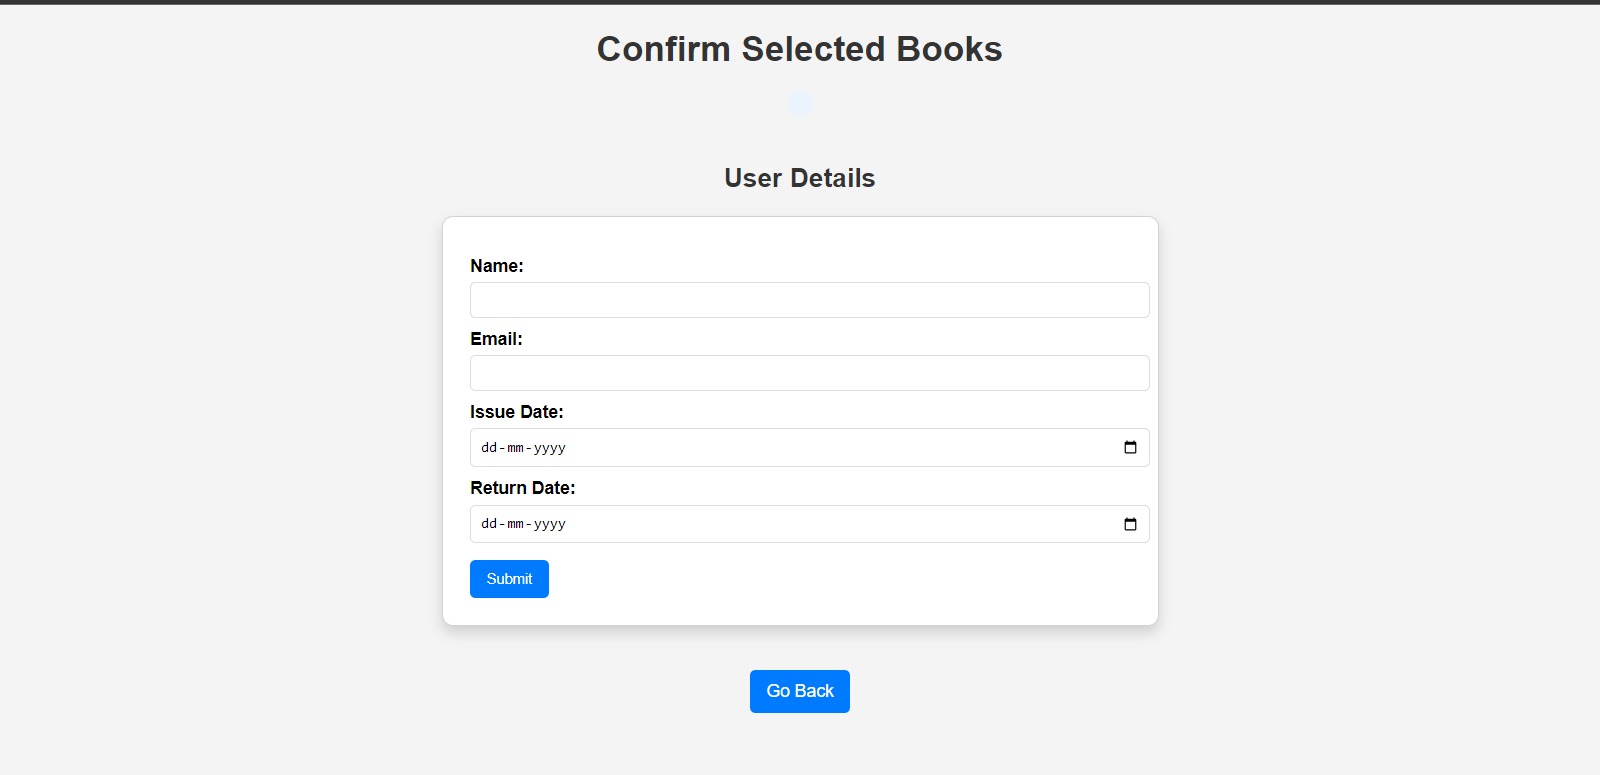 Confirm Selected Books
User Details
Name:
Email:
Issue Date:
dd-mm-yyyy
Return Date:
dd-mm-yyyy
Submit
Go Back